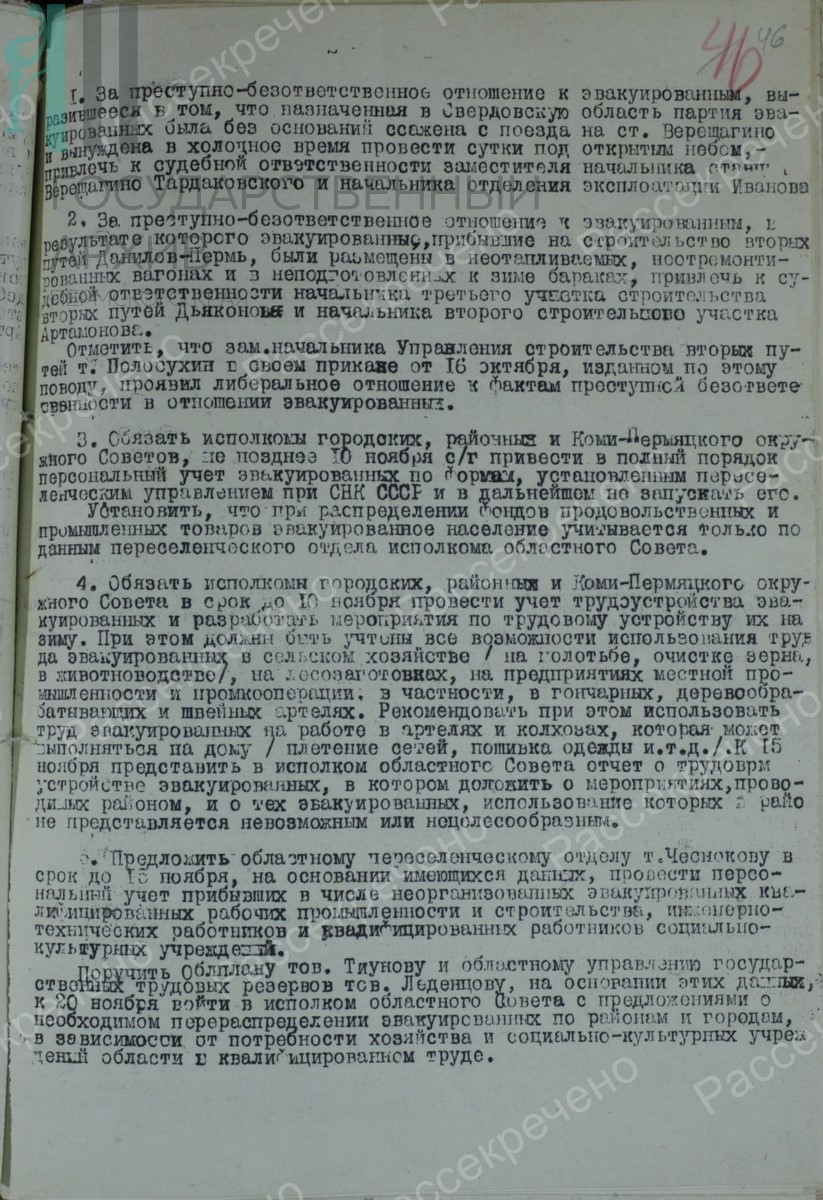 46
46
I. За преступно-безответственное отношение к эвакуированным, вы-
разившееся в том, что назначенная в Свердовскую область партия эва-
куированных была без оснований ссажена с поезда на ст. Верещагино
и вынуждена в холодное время провести сутки под открытым небом,-
привлечь к судебной ответственности заместителя начальника
Верещагино Тардаковского и начальника отделения эксплоатации Иванова
2. За преступно-безответственное отношение к эвакуированным, в
результате которого эвакуированные, прибывшие на строительство вторых
путей Данилов-Пермь, были размещены в неотапливаемых, неотремонти-
рованных вагонах и в неподготовленных к зиме бараках, привлечь к су-
дебной ответственности начальника третьего участка строительства
вторых путей Дьяконова и начальника второго строительсово участка
Артамонова.
Отметить, что зам.начальника Управления строительства вторых пу-
тей т. Полосухин в своем приказе от 16 октября, изданном по этому
поводу, проявил либеральное отношение к фактам преступной безответс
свенности в отношении эвакуированных.
3. Обязать исполкомы городских, районных и Коми-Пермяцкого окру-
жного Советов, не позднее 10 ноября с/г привести в полный порядок
персональный учет эвакуированных по формам, установленным пересе-
ленческим управлением при СНК СССР и в дальнейшем не запускать его.
Установить, что при распределении фондов продовольственных и
промышленных товаров эвакуированное население учитывается только по
данным переселенческого отдела исполкома областного Совета.
4. Обязать исполкомы городских, районных и Коми-Пермяцкого окру-
жного Совета в срок до 10 ноября провести учет трудоустройства эва-
куированных и разработать мероприятия по трудовому устройству их на
зиму. При этом должны быть учтены все возможности использования труд
да эвакуированных в сельском хозяйстве / на молотьбе, очистке зерна,
в животноводстве/, на лесозаготовках, на предприятиях местной про-
мышленности и промкооперации, в частности, в гончарных, деревообра-
батывающих и швейных артелях. Рекомендовать при этом использовать
труд эвакуированных на работе в артелях и колхозах, которая может
выполняться на дому / плетение сетей, пошивка одежды и.т.д./.К 15
ноября представить в исполком областного Совета отчет о трудоврм
устройстве эвакуированных, в котором доложить о мероприятиях,прово-
димых районом, и о тех эвакуированных, использование которых в райо
не представляется невозможным или нецелесообразным.
5. Предложить областному переселенческому отделу т.Чеснокову в
срок до 15 ноября, на основании имеющихся данных, провести персо-
нальный учет прибывших в числе неорганизованных эвакуированных ква-
лифицированных рабочих промышленности и строительства, инженерно-
технических работников и квалифицированных работников социально-
культурных учреждений.
Поручить Облплану тов. Тиунову и областному управлению государ-
ственных трудовых резервов тов. Леденцову, на основании этих данных,
к 20 ноября войти в исполком областного Совета с предложениями о
необходимом перераспределении эвакуированных по районам и городам,
в зависимосси от потребности хозяйства и социально-культурных учреж
дений области в квалифицированном труде.
ГОСУДАРСТВЕННЫЙ
Рассекречено